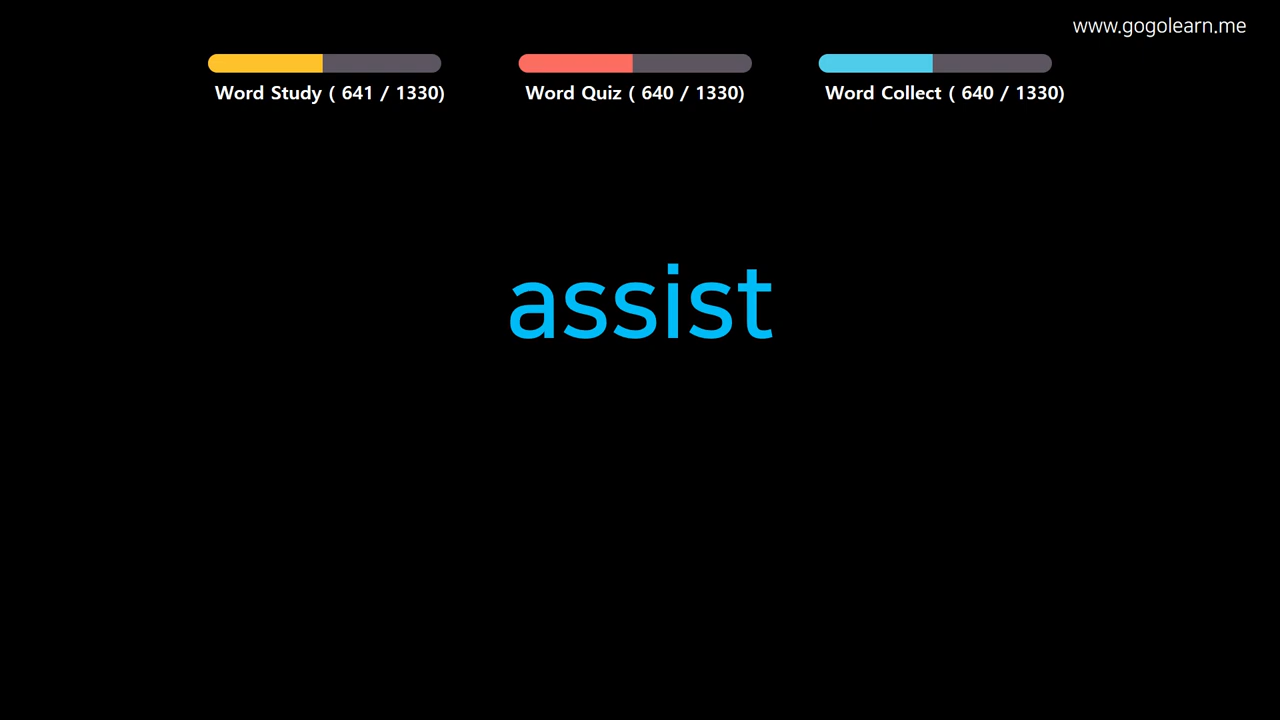 www.gogolearn.me
Word Study ( 641 / 1330)
Word Quiz ( 640 / 1330)
Word Collect ( 640 / 1330)
assist